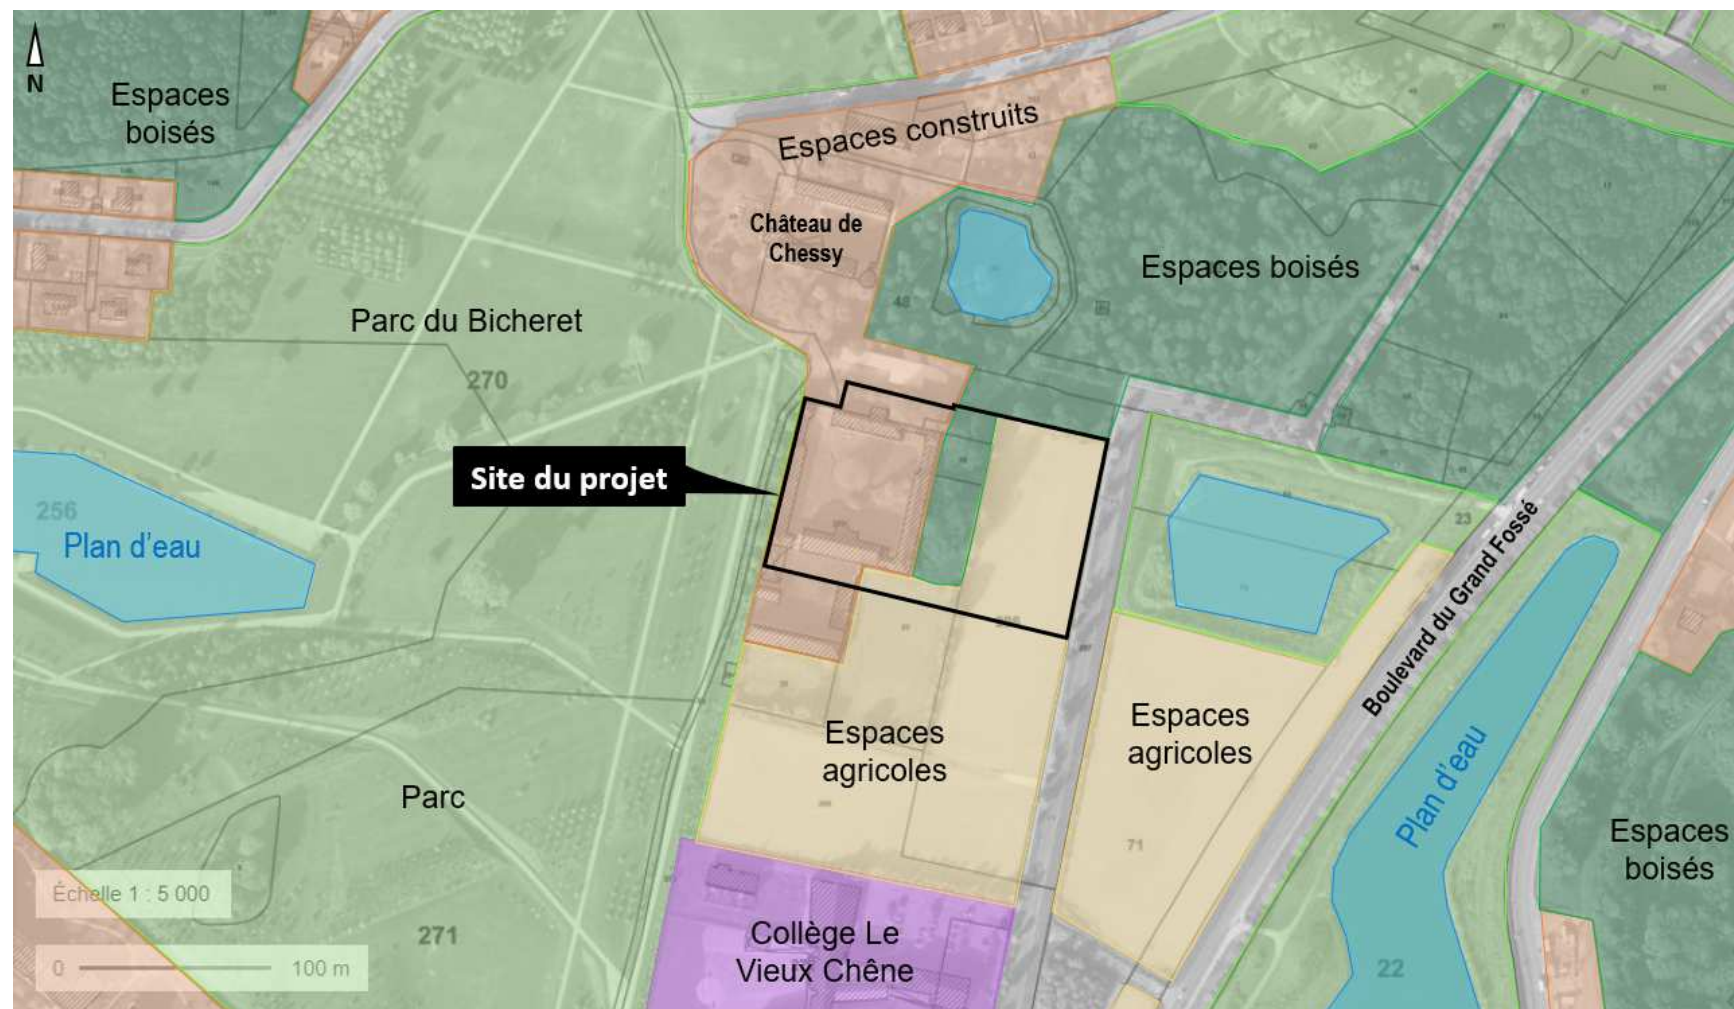 N
Espaces
boisés
Espaces construits
Château de
Chessy
Espaces boisés
48
Parc du Bicheret
270
Site du projet
256
Plan d'eau
23
Boulevard du Grand Fossé
Espaces
agricoles
Espaces
agricoles
Plan d'eau
Parc
71
Espaces
boisés
Échelle 1 : 5 000
271
Collège Le
Vieux Chêne
0 100 m
22